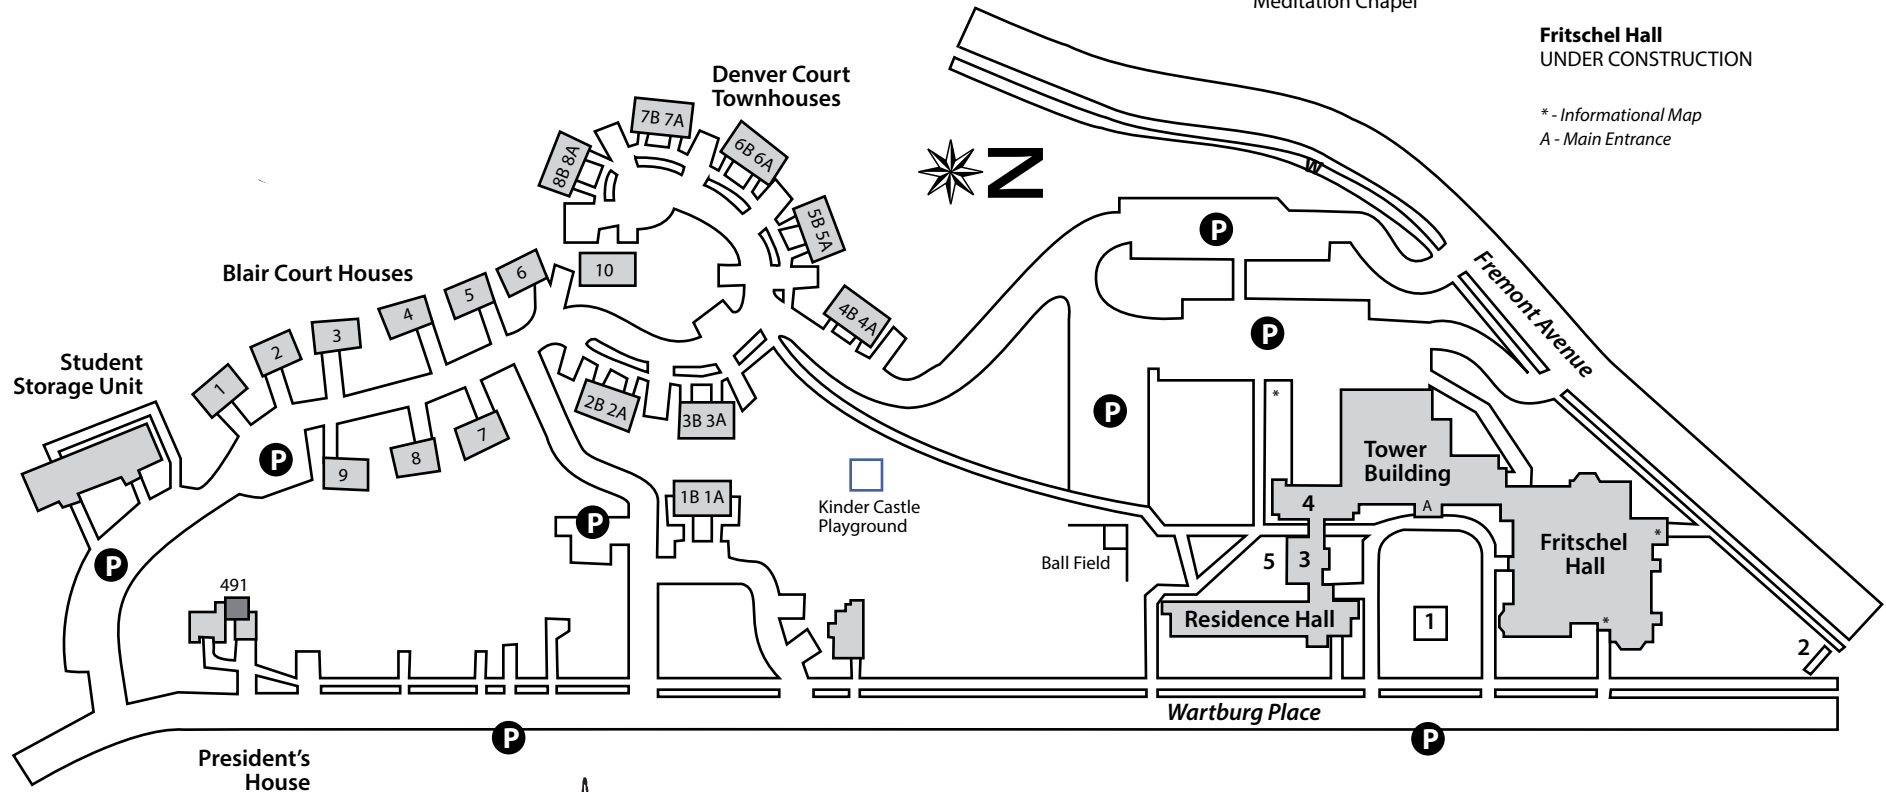 Meditation Chapel
Fritschel Hall
UNDER CONSTRUCTION
* - Informational Map
A - Main Entrance
Denver Court
Townhouses
7B 7A
8B 8A
6B 6A
5B 5A
4B 4A
10
N
W
P
Fremont Avenue
Blair Court Houses
6
5
4
3
2
1
Student
Storage Unit
P
2B 2A
3B 3A
P
*
7
8
9
P
Kinder Castle
Playground
1B 1A
P
P
Ball Field
Tower
Building
4
A
5
3
Fritschel
Hall
*
*
Residence Hall
1
2
491
Wartburg Place
P
P
President's
House